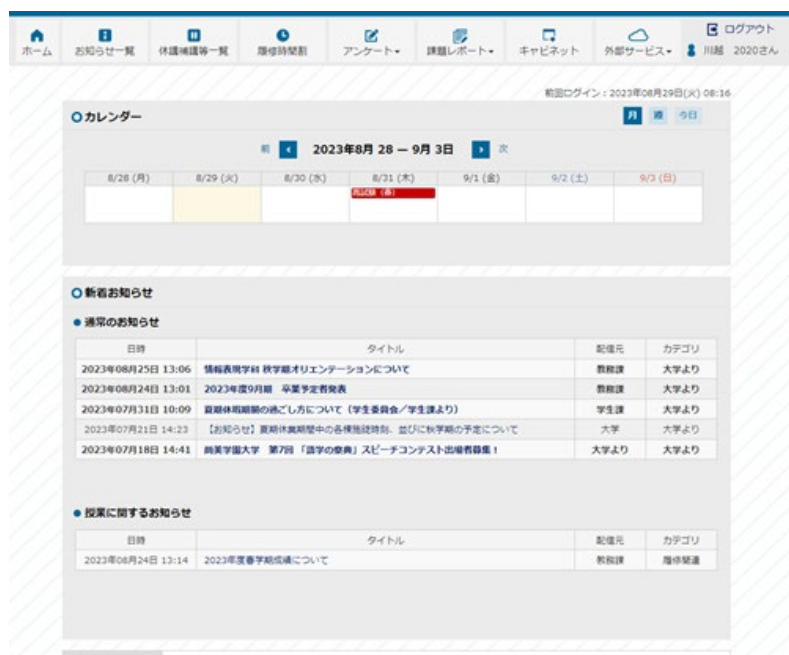 ホーム
お知らせ一覧
休講補講等一覧
履修時間割
アンケート
課題レポート
キャビネット
外部サービス
ログアウト
川越 2020さん
前回ログイン：2023年08月29日(火) 08:16
カレンダー
月 週 今日
前 2023年8月 28 — 9月 3日 次
8/28 (月) 8/29 (火) 8/30 (水) 8/31 (木) 9/1 (金) 9/2 (土) 9/3 (日)
再試験（春）
新着お知らせ
通常のお知らせ
日時 タイトル 配信元 カテゴリ
2023年08月25日 13:06 情報表現学科 秋学期オリエンテーションについて 教務課 大学より
2023年08月24日 13:01 2023年度9月期 卒業予定者発表 教務課 大学より
2023年07月31日 10:09 夏期休暇期間の過ごし方について（学生委員会／学生課より） 学生課 大学より
2023年07月21日 14:23 【お知らせ】夏期休業期間中の各棟施錠時刻、並びに秋学期の予定について 大学 大学より
2023年07月18日 14:41 尚美学園大学 第7回「語学の祭典」スピーチコンテスト出場者募集！ 大学より 大学より
授業に関するお知らせ
日時 タイトル 配信元 カテゴリ
2023年08月24日 13:14 2023年度春学期成績について 教務課 履修関連